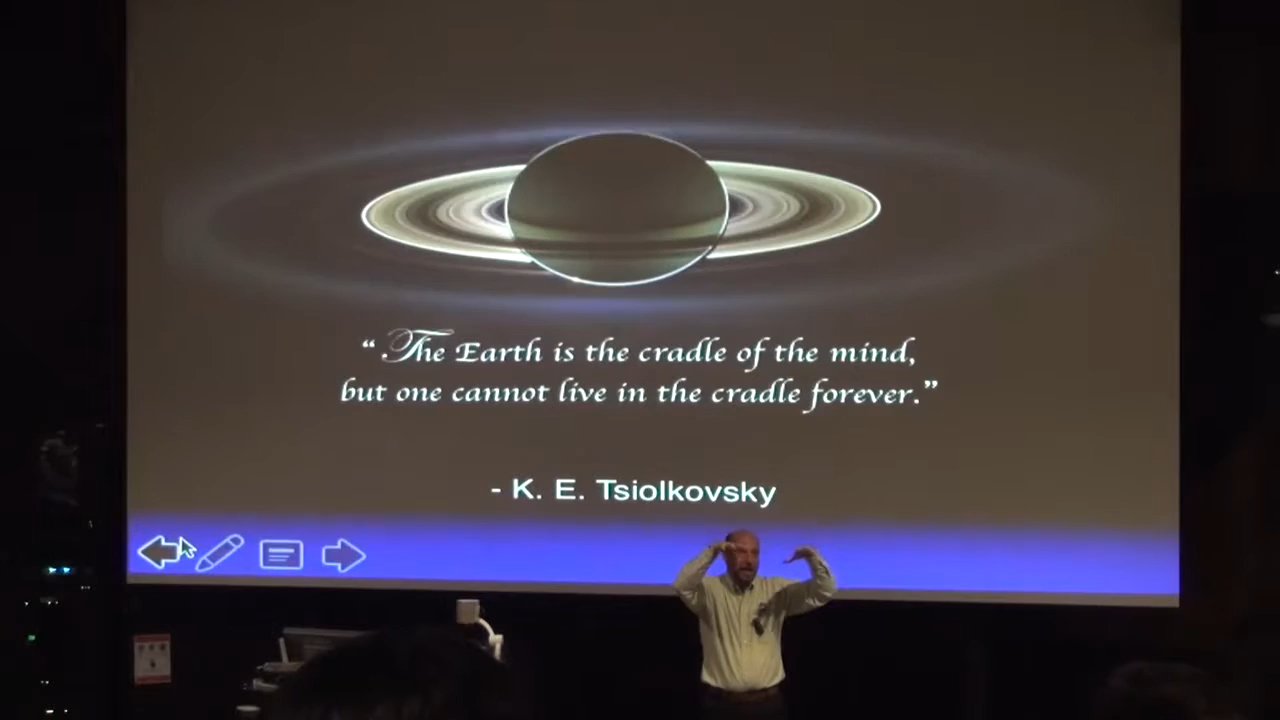 “The Earth is the cradle of the mind,
but one cannot live in the cradle forever.”
- K. E. Tsiolkovsky